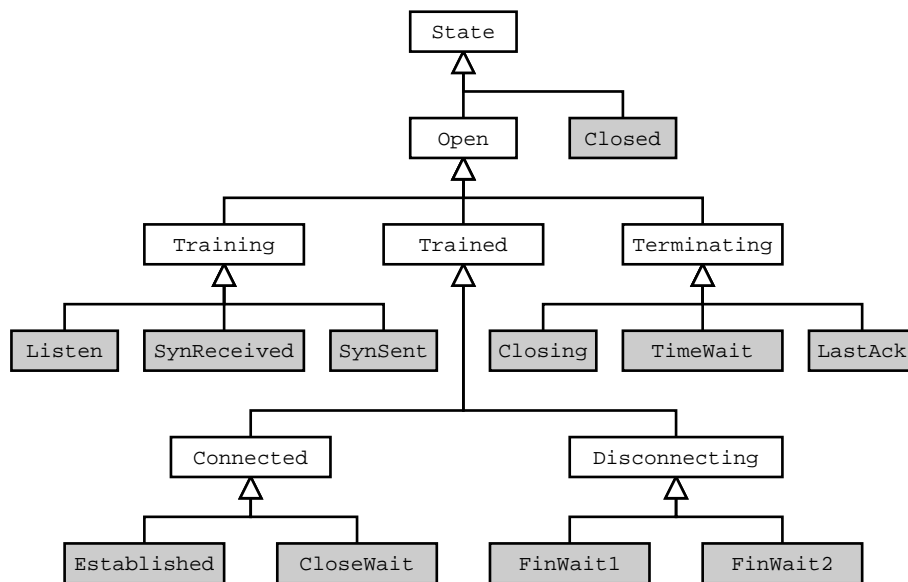 State
Open
Closed
Training
Trained
Terminating
Listen
SynReceived
SynSent
Closing
TimeWait
LastAck
Connected
Disconnecting
Established
CloseWait
FinWait1
FinWait2